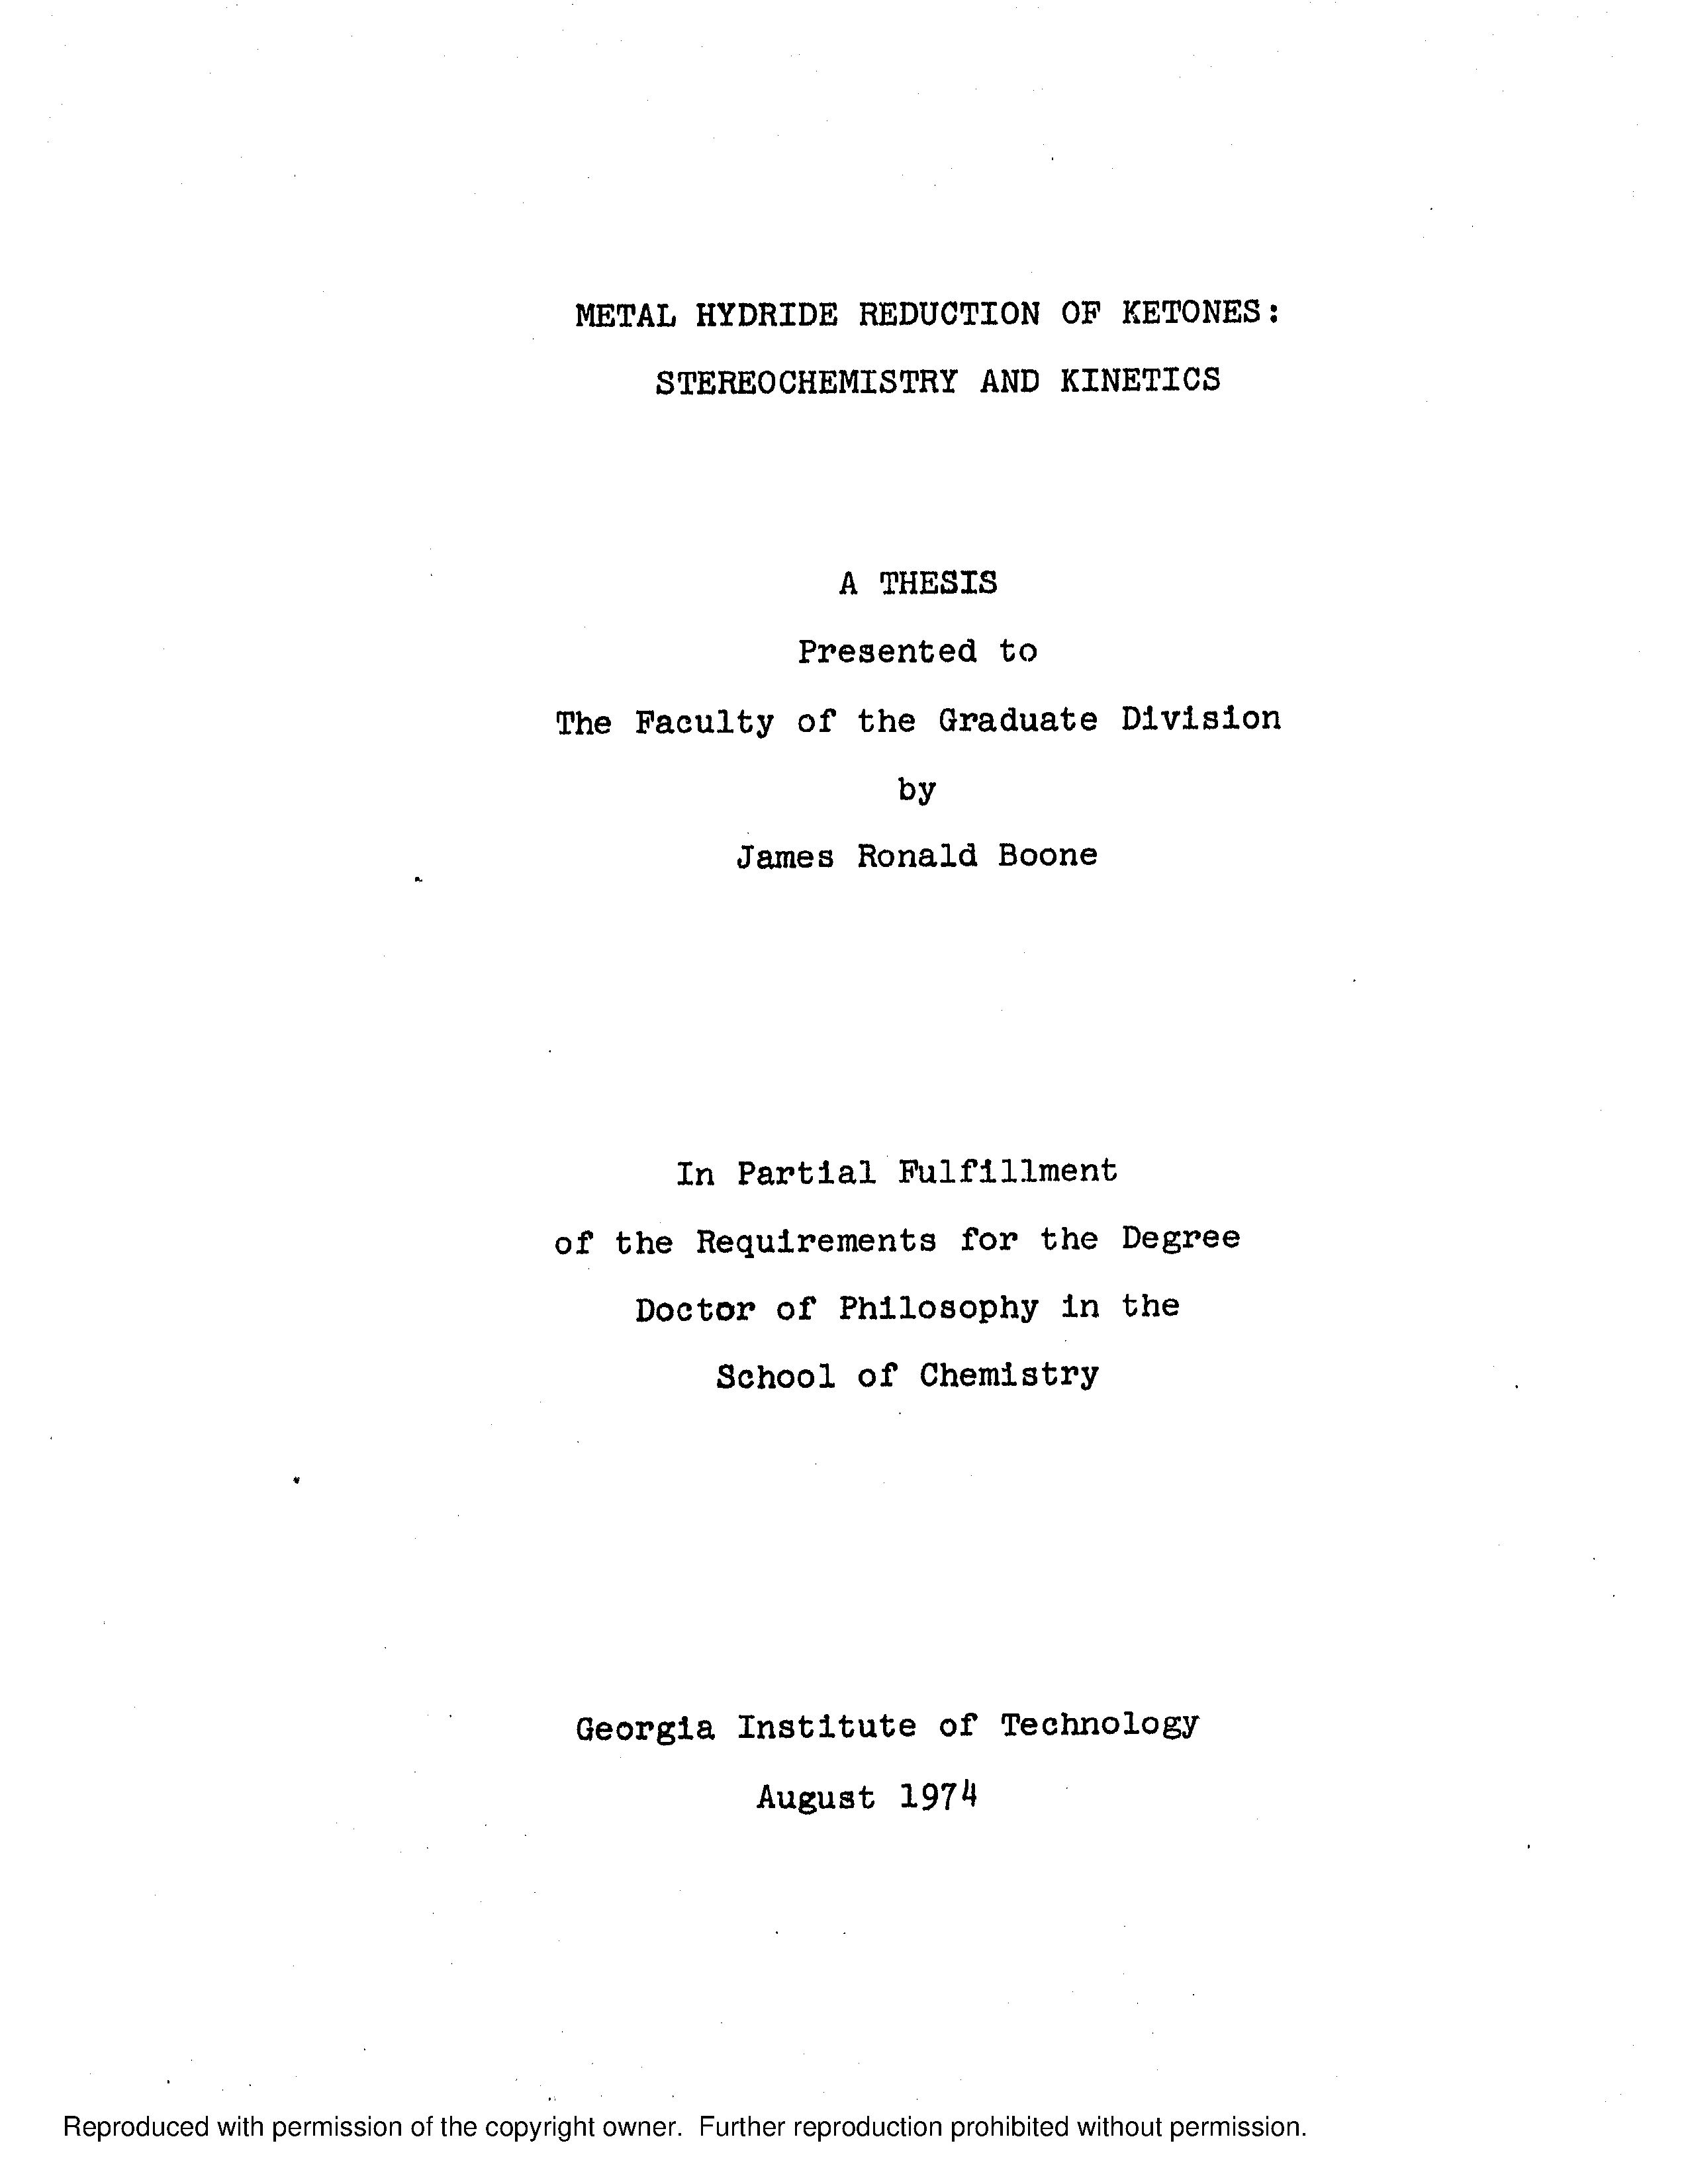 METAL HYDRIDE REDUCTION OF KETONES:
STEREOCHEMISTRY AND KINETICS
A THESIS
Presented to
The Faculty of the Graduate Division
by
James Ronald Boone
In Partial Fulfillment
of the Requirements for the Degree
Doctor of Philosophy in the
School of Chemistry
Georgia Institute of Technology
August 1974
Reproduced with permission of the copyright owner. Further reproduction prohibited without permission.